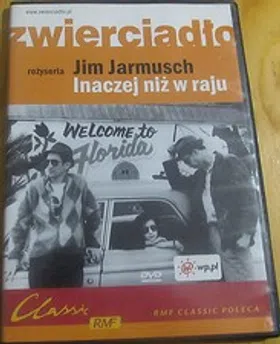 www.zwierciadlo.pl
zwierciadło
reżyseria Jim Jarmusch
Inaczej niż w raju
WELCOME TO
Florida
DVD
wp.pl
Classic
RMF
RMF CLASSIC POLECA